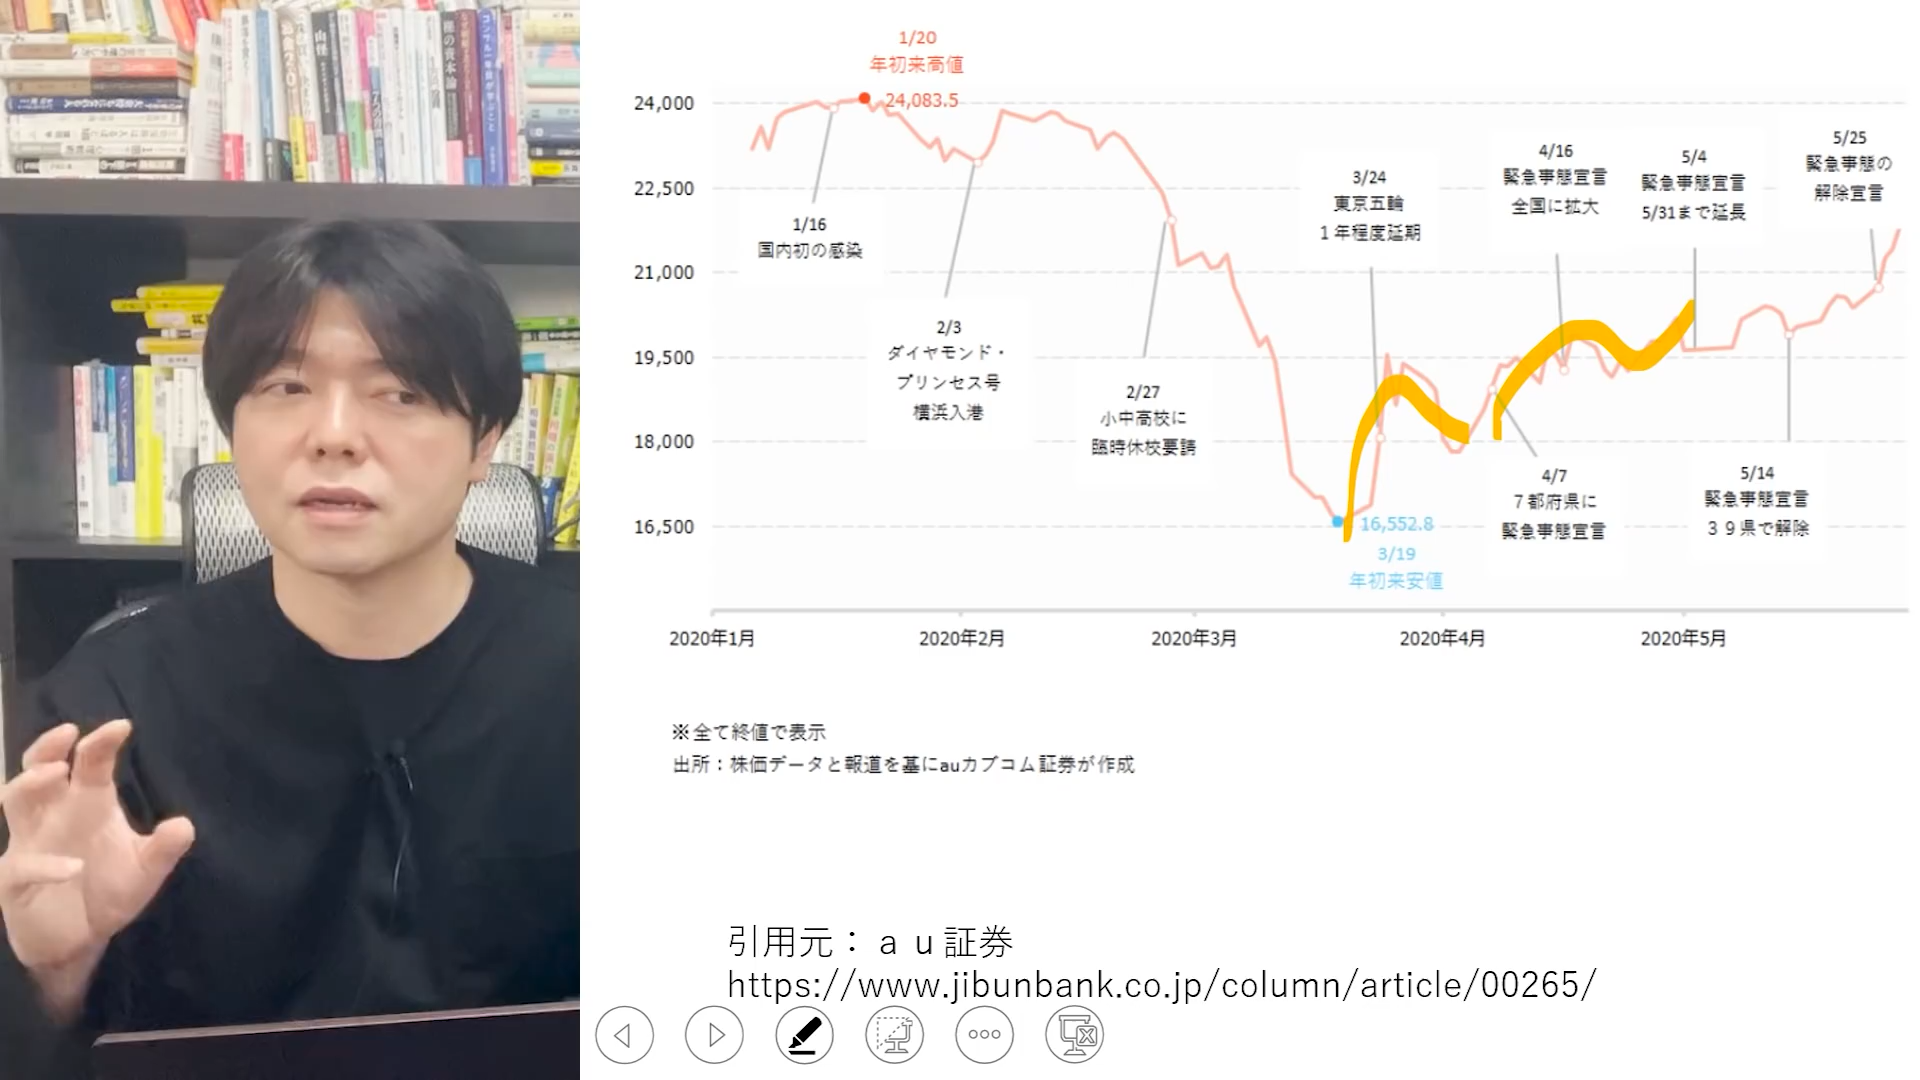 1/20
年初来高値
24,083.5
24,000
22,500
21,000
19,500
18,000
16,500
1/16
国内初の感染
2/3
ダイヤモンド・
プリンセス号
横浜入港
2/27
小中高校に
臨時休校要請
3/24
東京五輪
１年程度延期
4/16
緊急事態宣言
全国に拡大
5/4
緊急事態宣言
5/31まで延長
5/25
緊急事態の
解除宣言
16,552.8
3/19
年初来安値
4/7
７都府県に
緊急事態宣言
5/14
緊急事態宣言
３９県で解除
2020年1月
2020年2月
2020年3月
2020年4月
2020年5月
※全て終値で表示
出所：株価データと報道を基にauカブコム証券が作成
引用元：ａｕ証券
https://www.jibunbank.co.jp/column/article/00265/